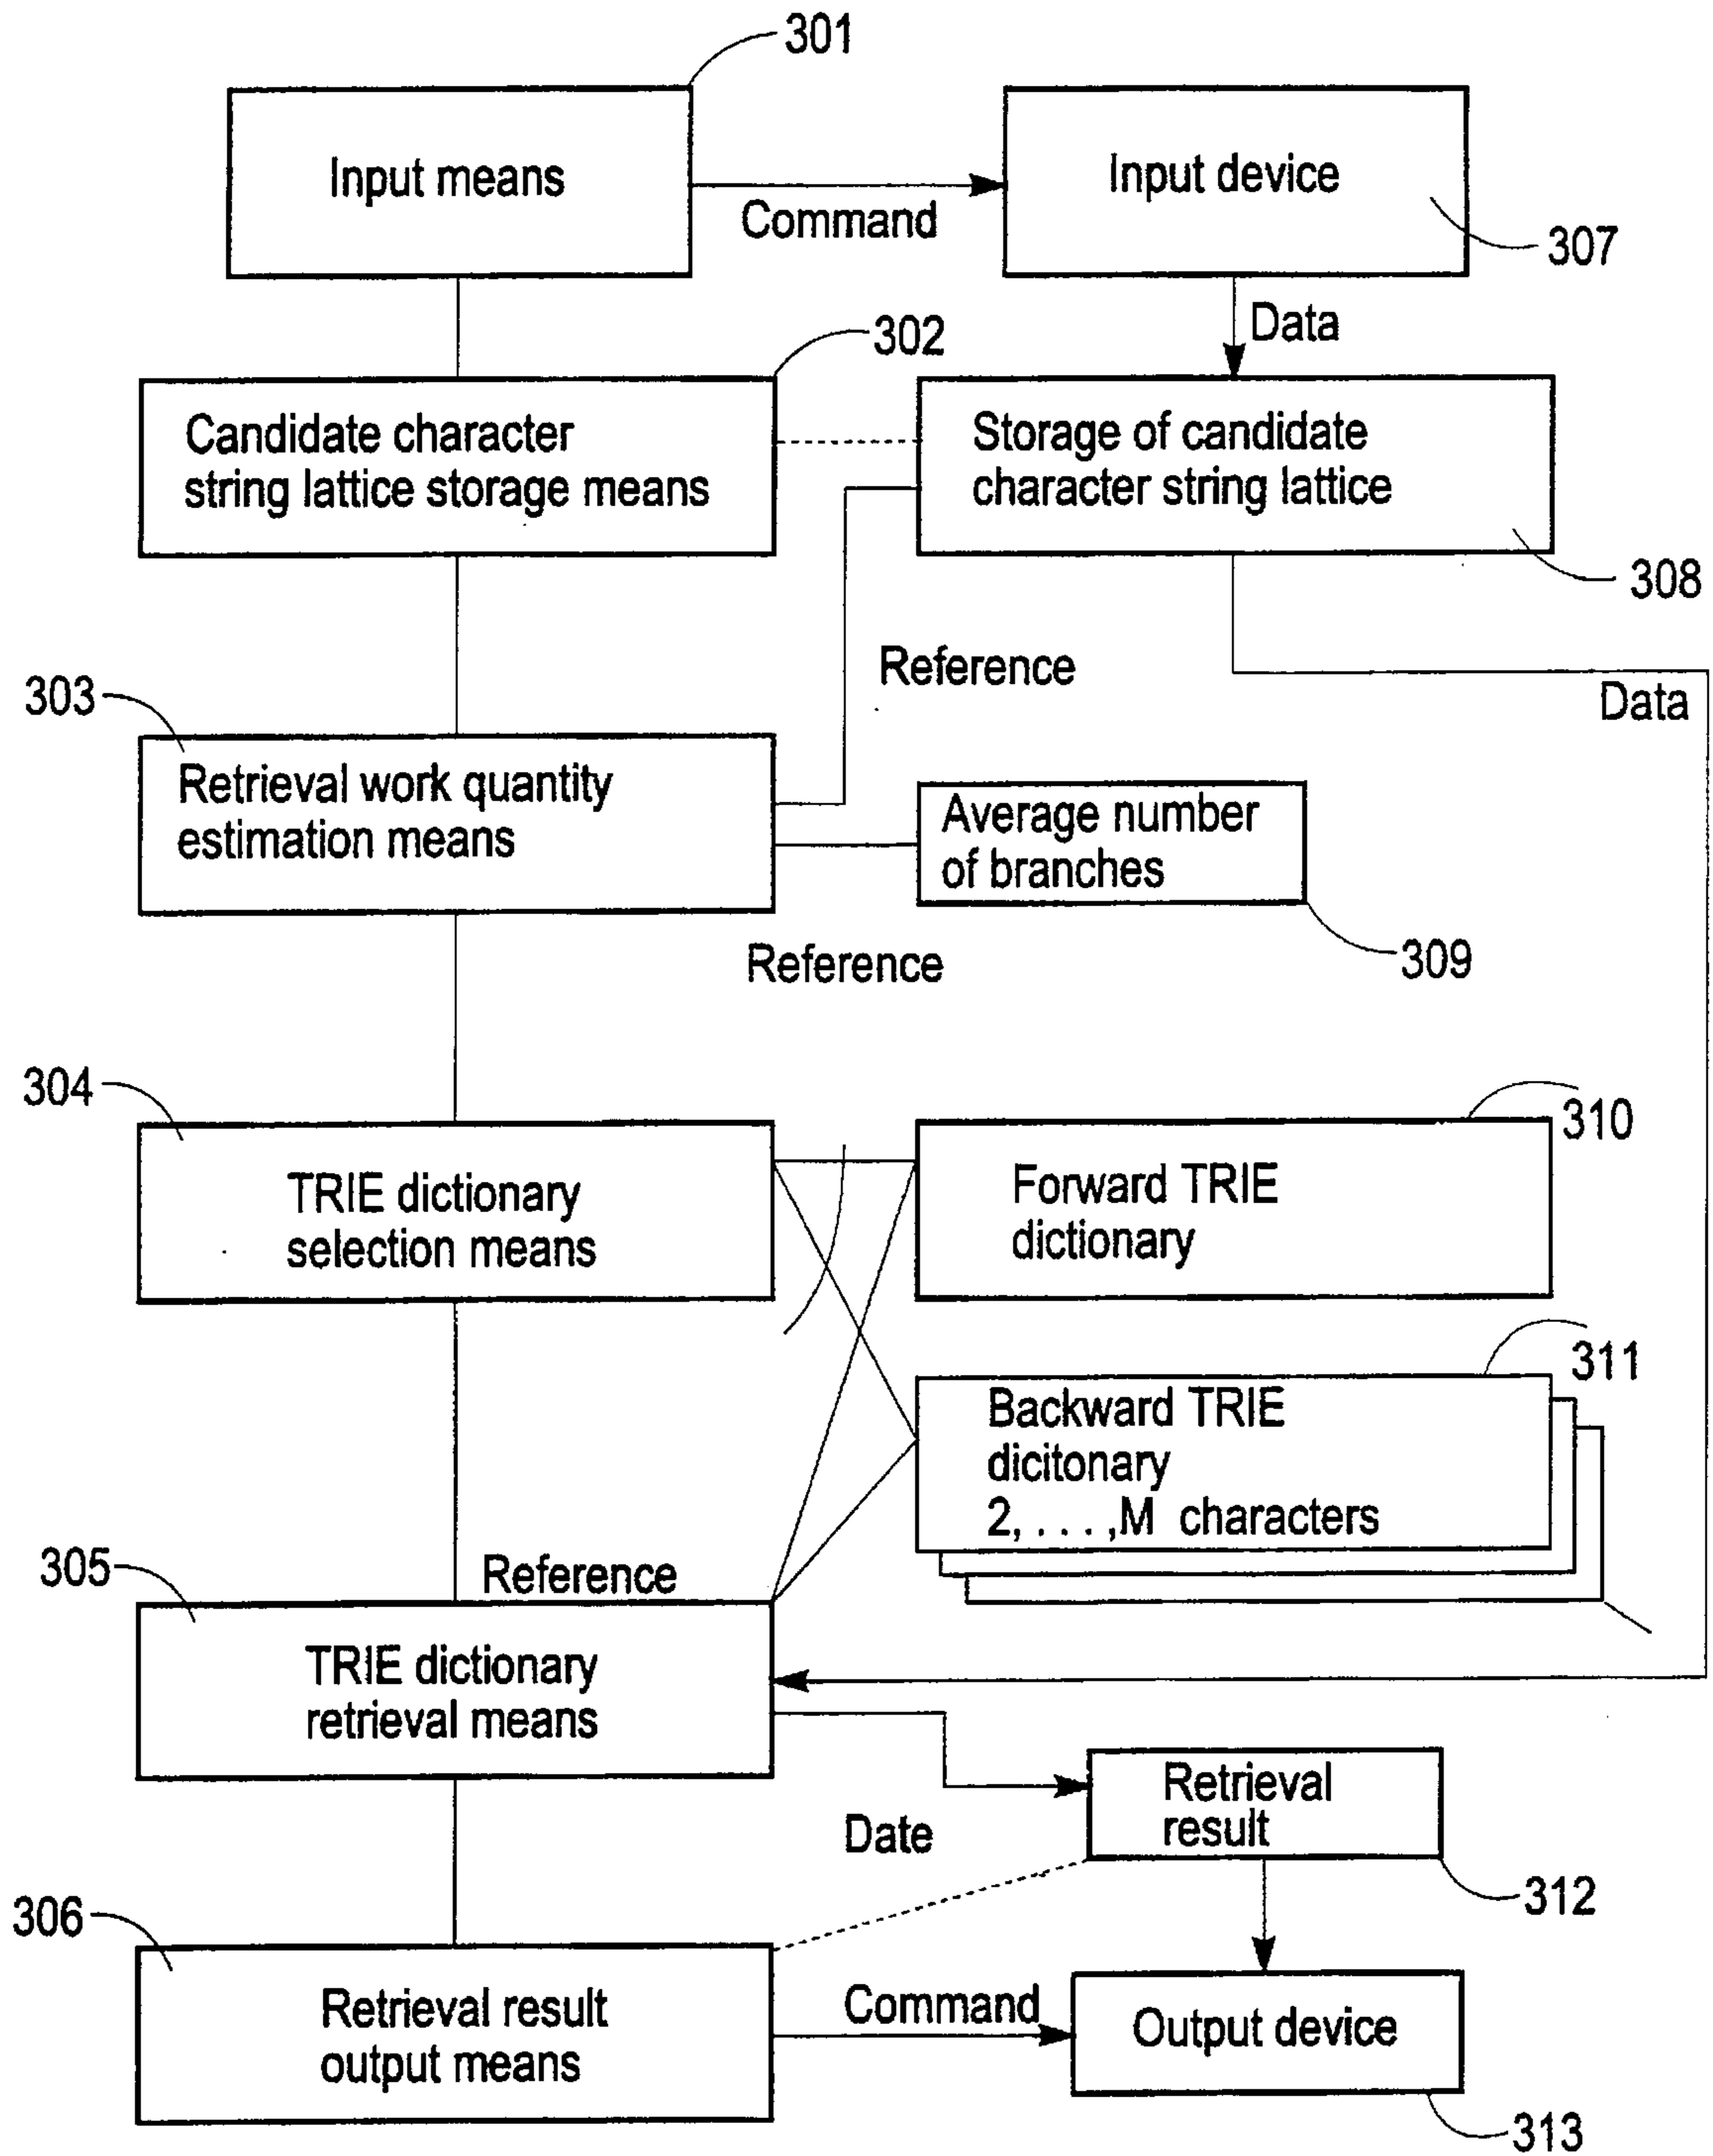 301
Input means
Command
Input device
307
Data
302
Candidate character
string lattice storage means
Storage of candidate
character string lattice
308
Reference
Data
303
Retrieval work quantity
estimation means
Average number
of branches
309
Reference
304
TRIE dictionary
selection means
310
Forward TRIE
dictionary
311
Backward TRIE
dicitonary
2, . . . ,M characters
305
Reference
TRIE dictionary
retrieval means
Retrieval
result
Date
312
306
Retrieval result
output means
Command
Output device
313